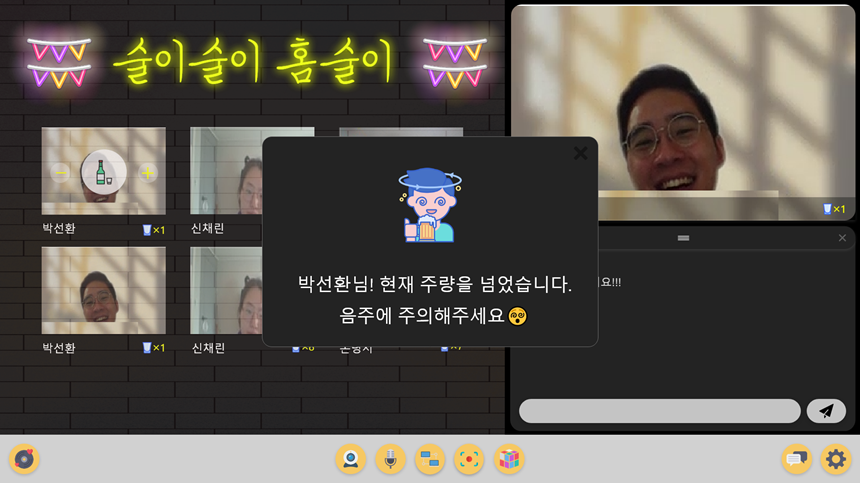 술이술이 홈술이
×1
박선환
×1
신채린
박선환님! 현재 주량을 넘었습니다.
음주에 주의해주세요
요!!!
박선환
×1
신채린